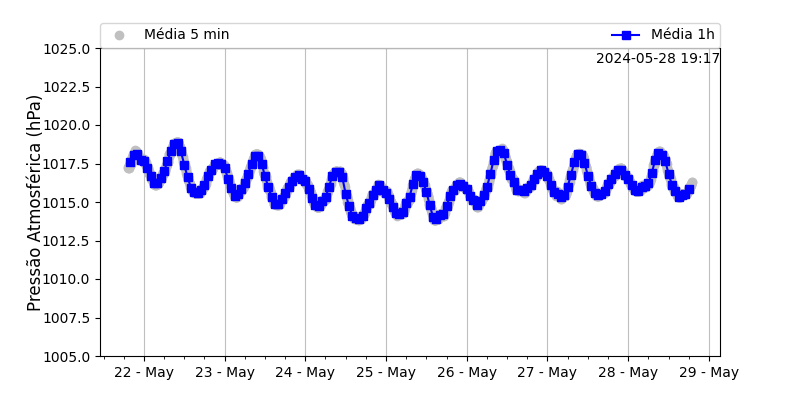 Média 5 min
Média 1h
2024-05-28 19:17
Pressão Atmosférica (hPa)
1025.0
1022.5
1020.0
1017.5
1015.0
1012.5
1010.0
1007.5
1005.0
22 - May
23 - May
24 - May
25 - May
26 - May
27 - May
28 - May
29 - May